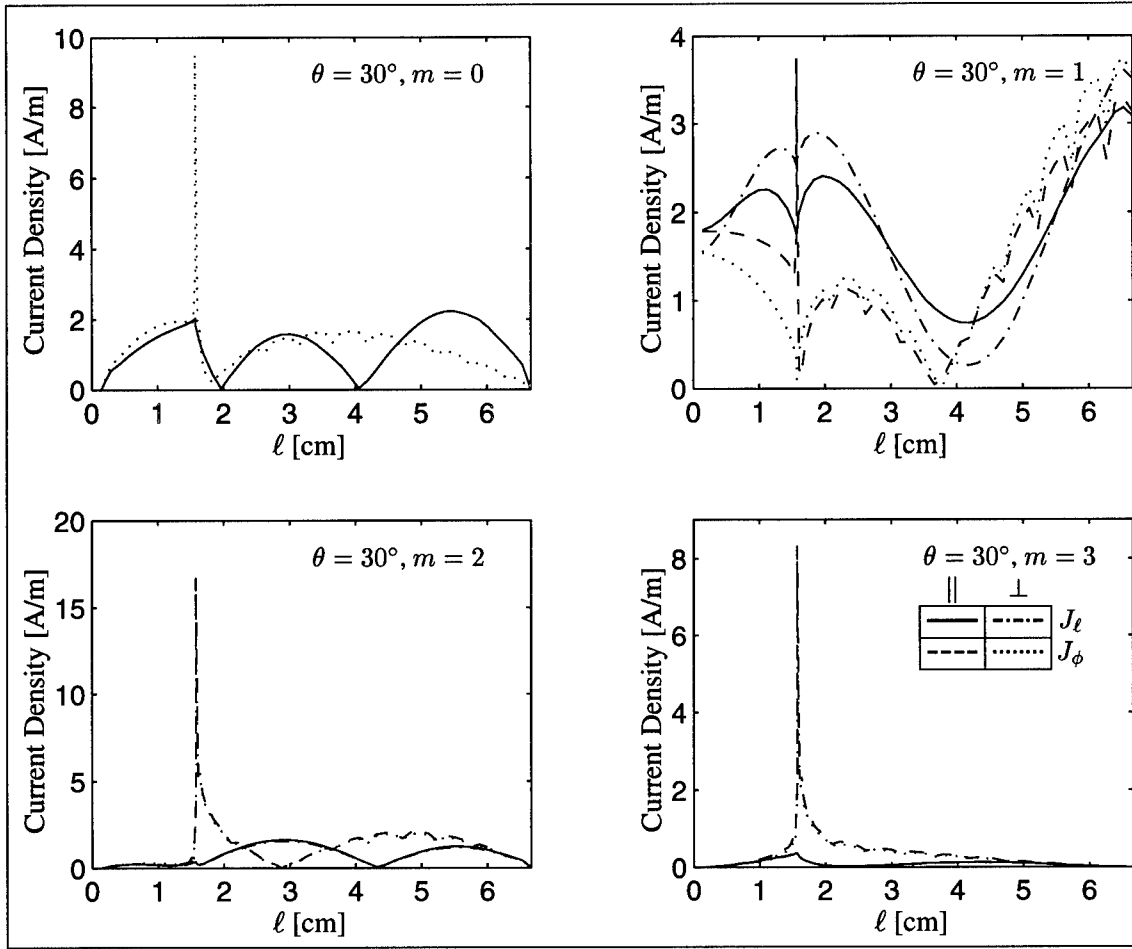 θ = 30°, m = 0
Current Density [A/m]
10
8
6
4
2
0
0 1 2 3 4 5 6
ℓ [cm]
θ = 30°, m = 1
Current Density [A/m]
4
3
2
1
0
0 1 2 3 4 5 6
ℓ [cm]
θ = 30°, m = 2
Current Density [A/m]
20
15
10
5
0
0 1 2 3 4 5 6
ℓ [cm]
θ = 30°, m = 3
|| ⊥
J_ℓ
J_ϕ
Current Density [A/m]
8
6
4
2
0
0 1 2 3 4 5 6
ℓ [cm]